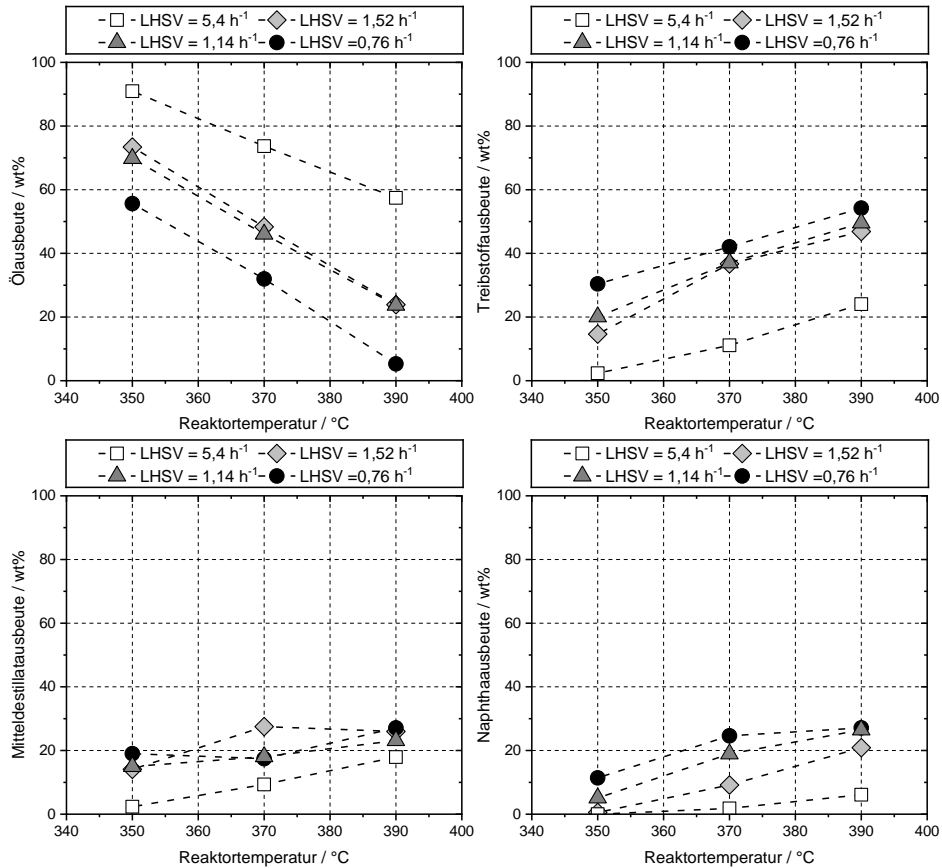 LHSV = 5,4 h⁻¹ LHSV = 1,52 h⁻¹
LHSV = 1,14 h⁻¹ LHSV =0,76 h⁻¹
100
80
60
40
20
0
340 350 360 370 380 390 400
Ölausbeute / wt%
Reaktortemperatur / °C
LHSV = 5,4 h⁻¹ LHSV = 1,52 h⁻¹
LHSV = 1,14 h⁻¹ LHSV =0,76 h⁻¹
100
80
60
40
20
0
340 350 360 370 380 390 400
Treibstoffausbeute / wt%
Reaktortemperatur / °C
LHSV = 5,4 h⁻¹ LHSV = 1,52 h⁻¹
LHSV = 1,14 h⁻¹ LHSV =0,76 h⁻¹
100
80
60
40
20
0
340 350 360 370 380 390 400
Mitteldestillatausbeute / wt%
Reaktortemperatur / °C
LHSV = 5,4 h⁻¹ LHSV = 1,52 h⁻¹
LHSV = 1,14 h⁻¹ LHSV =0,76 h⁻¹
100
80
60
40
20
0
340 350 360 370 380 390 400
Naphthaausbeute / wt%
Reaktortemperatur / °C